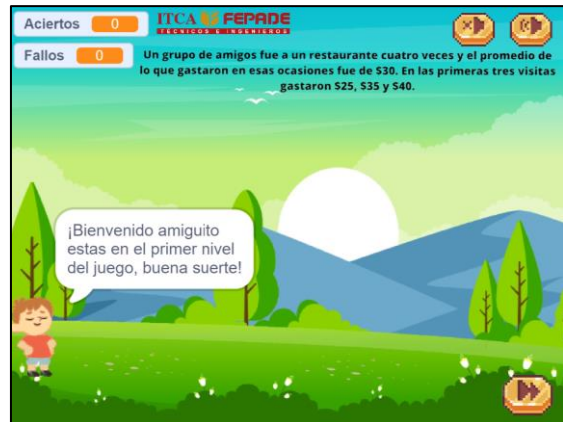 Aciertos 0
ITCA FEPADE
TÉCNICOS E INGENIEROS
Fallos 0
Un grupo de amigos fue a un restaurante cuatro veces y el promedio de
lo que gastaron en esas ocasiones fue de $30. En las primeras tres visitas
gastaron $25, $35 y $40.
¡Bienvenido amiguito
estas en el primer nivel
del juego, buena suerte!